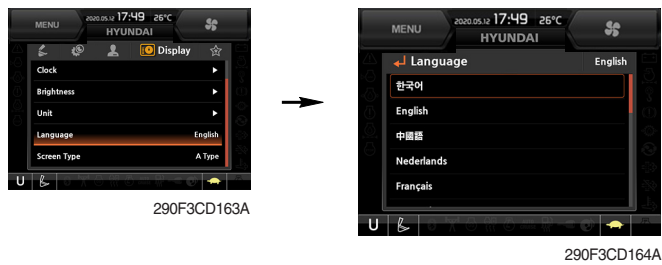 MENU
2020.05.12 17:49 26°C
HYUNDAI
Display
Clock
Brightness
Unit
Language English
Screen Type A Type
U
290F3CD163A
MENU
2020.05.12 17:49 26°C
HYUNDAI
Language English
한국어
English
中國語
Nederlands
Français
U
290F3CD164A